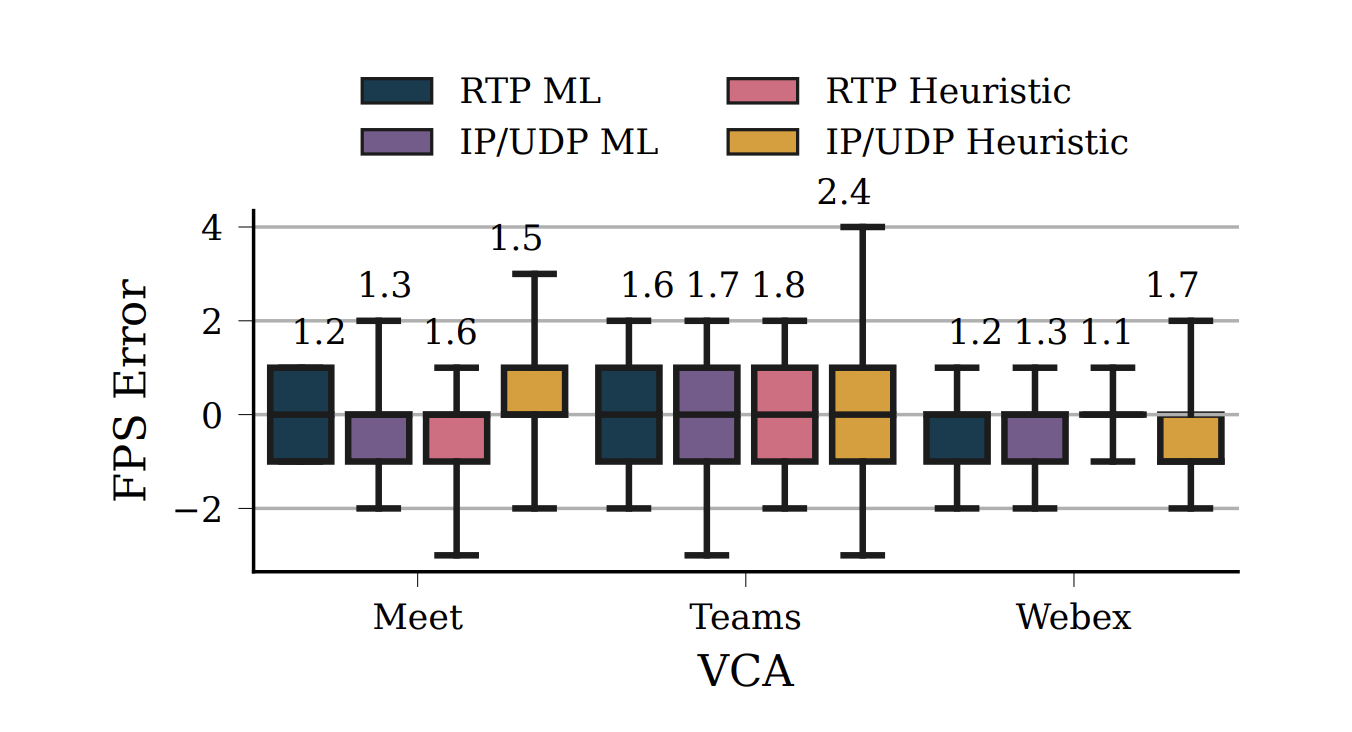 RTP ML
RTP Heuristic
IP/UDP ML
IP/UDP Heuristic
FPS Error
4
2
0
−2
1.2
1.3
1.6
1.5
1.6
1.7
1.8
2.4
1.2
1.3
1.1
1.7
Meet
Teams
Webex
VCA